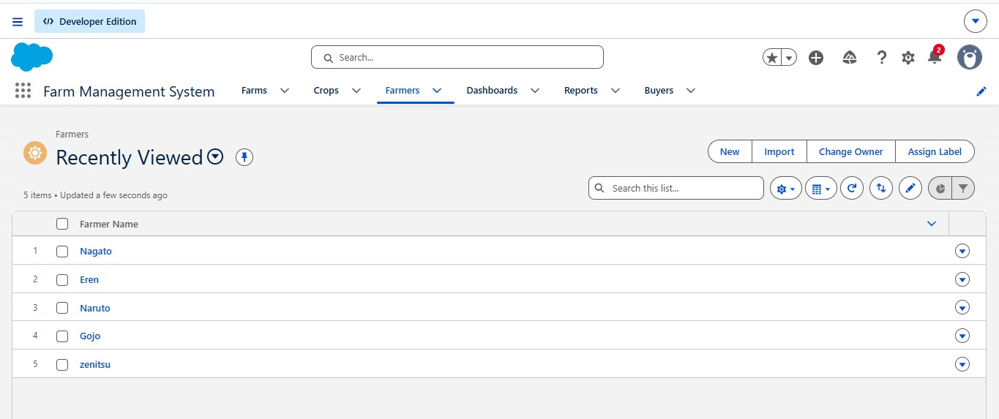 Developer Edition
Search...
2
Farm Management System Farms Crops Farmers Dashboards Reports Buyers
Farmers
Recently Viewed
New Import Change Owner Assign Label
5 items • Updated a few seconds ago
Search this list...
Farmer Name
1 Nagato
2 Eren
3 Naruto
4 Gojo
5 zenitsu